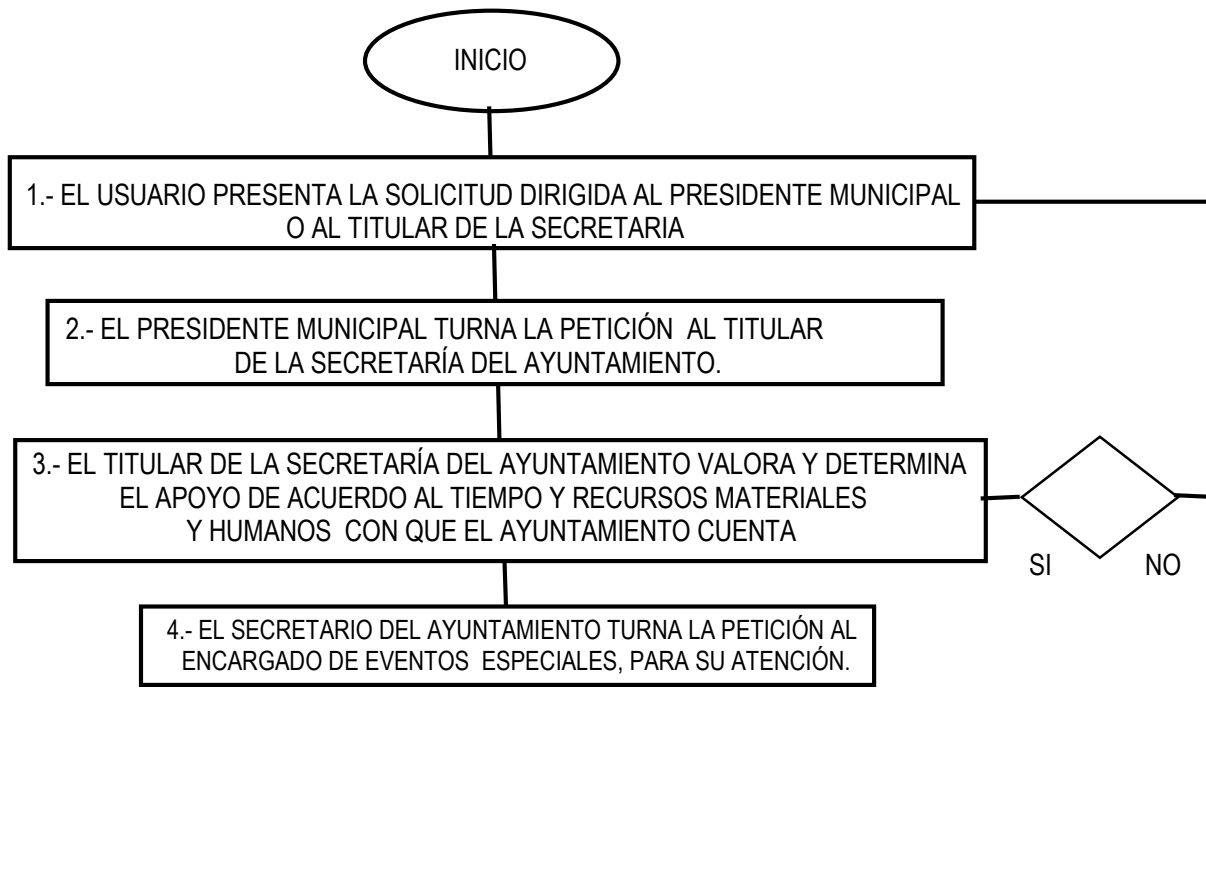 INICIO
1.- EL USUARIO PRESENTA LA SOLICITUD DIRIGIDA AL PRESIDENTE MUNICIPAL
O AL TITULAR DE LA SECRETARIA
2.- EL PRESIDENTE MUNICIPAL TURNA LA PETICIÓN AL TITULAR
DE LA SECRETARÍA DEL AYUNTAMIENTO.
3.- EL TITULAR DE LA SECRETARÍA DEL AYUNTAMIENTO VALORA Y DETERMINA
EL APOYO DE ACUERDO AL TIEMPO Y RECURSOS MATERIALES
Y HUMANOS CON QUE EL AYUNTAMIENTO CUENTA
SI NO
4.- EL SECRETARIO DEL AYUNTAMIENTO TURNA LA PETICIÓN AL
ENCARGADO DE EVENTOS ESPECIALES, PARA SU ATENCIÓN.